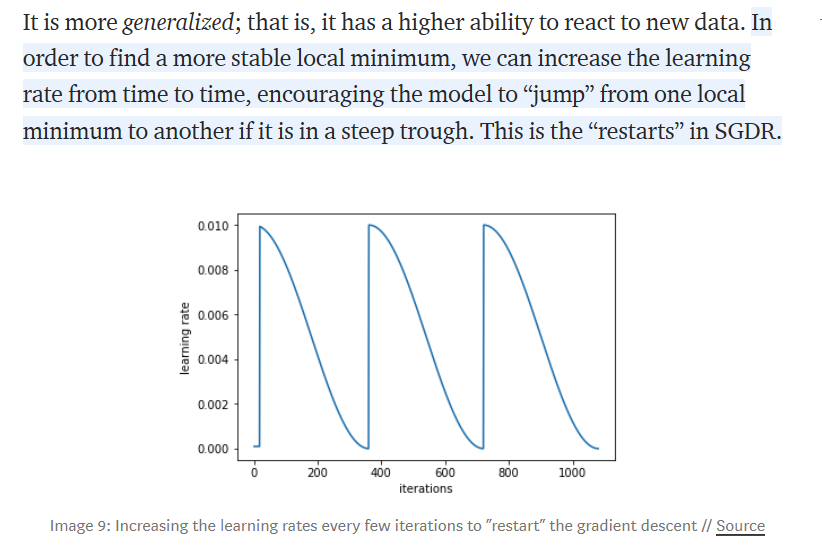 It is more generalized; that is, it has a higher ability to react to new data. In
order to find a more stable local minimum, we can increase the learning
rate from time to time, encouraging the model to “jump” from one local
minimum to another if it is in a steep trough. This is the “restarts” in SGDR.
0.010
0.008
0.006
0.004
0.002
0.000
learning rate
0 200 400 600 800 1000
iterations
Image 9: Increasing the learning rates every few iterations to ”restart” the gradient descent // Source